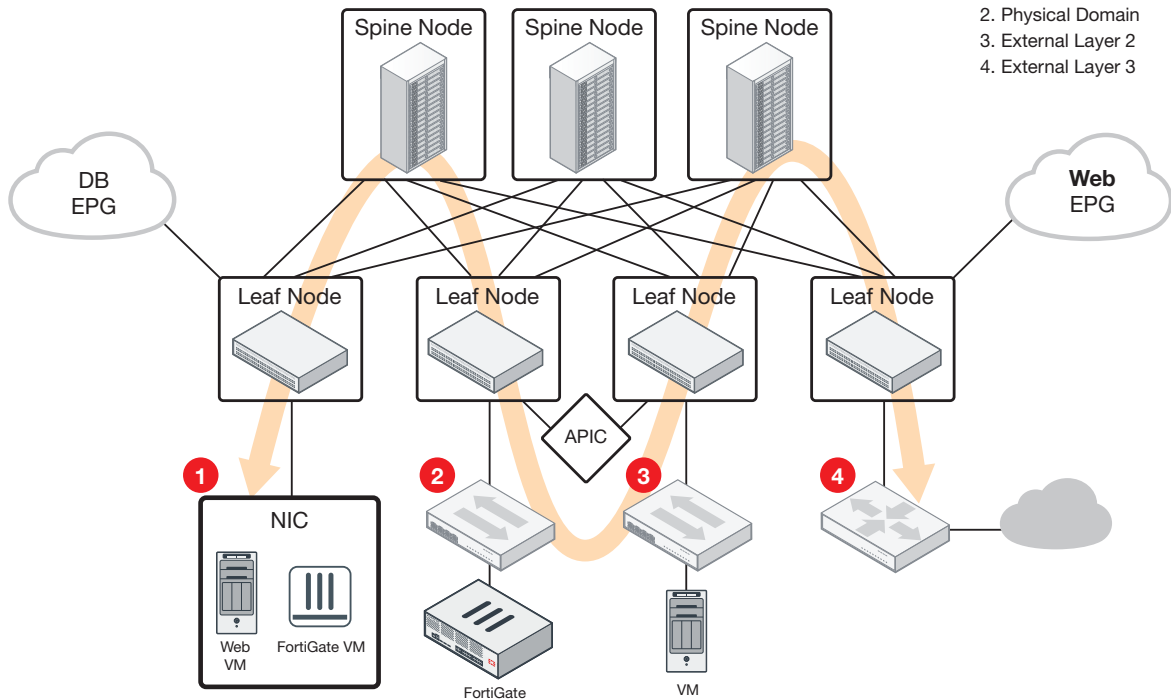 Spine Node
Spine Node
Spine Node
2. Physical Domain
3. External Layer 2
4. External Layer 3
DB
EPG
Web
EPG
Leaf Node
Leaf Node
Leaf Node
Leaf Node
APIC
1
2
3
4
NIC
Web
VM
FortiGate VM
FortiGate
VM